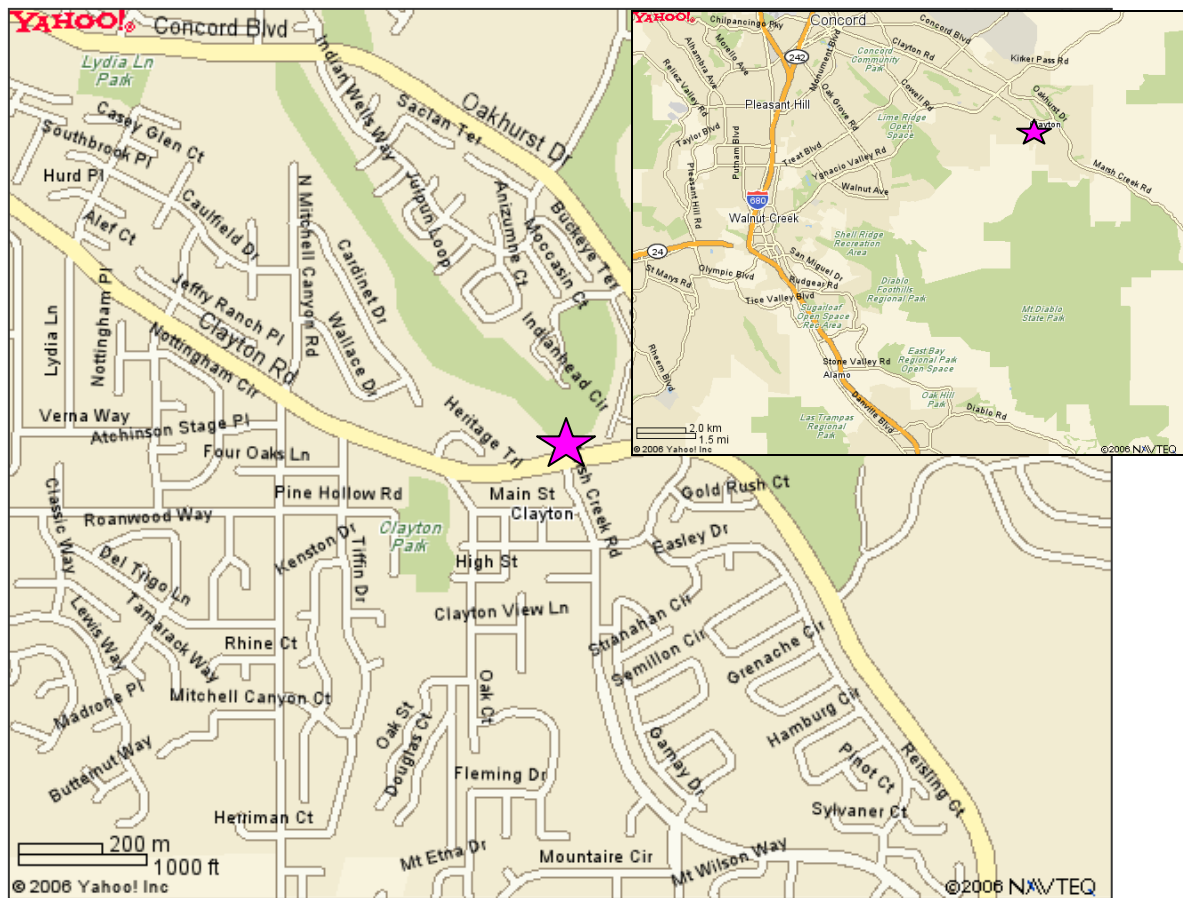 YAHOO!
Concord Blvd
Lydia Ln
Park
Indian Wells Way
Saclan Ter
Oakhurst Dr
Casey Glen Ct
Southbrook Pl
Hurd Pl
Alef Ct
Caulfield Dr
N Mitchell Canyon Rd
Cardinet Dr
Wallace Dr
Julpun Loop
Anizumne Ct
Moccasin Ct
Buckeye Ter
Indianhead Cir
Jeffry Ranch Pl
Clayton Rd
Nottingham Pl
Nottingham Cir
Lydia Ln
Verna Way
Atchinson Stage Pl
Four Oaks Ln
Heritage Trl
Pine Hollow Rd
Main St
Clayton
sh Creek Rd
Gold Rush Ct
Roanwood Way
Classic Way
Clayton
Park
Kenston Dr
Tiffin Dr
High St
Easley Dr
Del Trigo Ln
Tamarack Way
Lewis Way
Clayton View Ln
Stranahan Cir
Semillon Cir
Grenache Cir
Rhine Ct
Mitchell Canyon Ct
Madrone Pl
Butternut Way
Oak St
Douglas Ct
Oak Ct
Hamburg Cir
Pinot Ct
Reisling Ct
Gamay Dr
Fleming Dr
Sylvaner Ct
Herriman Ct
Mt Etna Dr
Mountaire Cir
Mt Wilson Way
200 m
1000 ft
© 2006 Yahoo! Inc
©2006 NAVTEQ
YAHOO!
Chilpancingo Pky
Concord
Concord Blvd
Clayton Rd
Kirker Pass Rd
Alhambra Ave
Morello Ave
242
Monument Blvd
Concord
Community
Park
Reliez Valley Rd
Pleasant Hill
Oak Grove Rd
Cowell Rd
Oakhurst Dr
ayton
Lime Ridge
Open
Space
Taylor Blvd
Putnam Blvd
Treat Blvd
Ygnacio Valley Rd
Walnut Ave
Marsh Creek Rd
Pleasant Hill Rd
680
Walnut Creek
24
Shell Ridge
Recreation
Area
San Miguel Dr
St Marys Rd
Olympic Blvd
Rudgear Rd
Tice Valley Blvd
Diablo
Foothills
Regional Park
Sugarloaf
Open Space
Rec Area
Mt Diablo
State Park
Rheem Blvd
Stone Valley Rd
Alamo
East Bay
Regional Park
Open Space
Oak Hill
Park
Danville Blvd
Diablo Rd
Las Trampas
Regional
Park
2.0 km
1.5 mi
© 2006 Yahoo! Inc
©2006 NAVTEQ